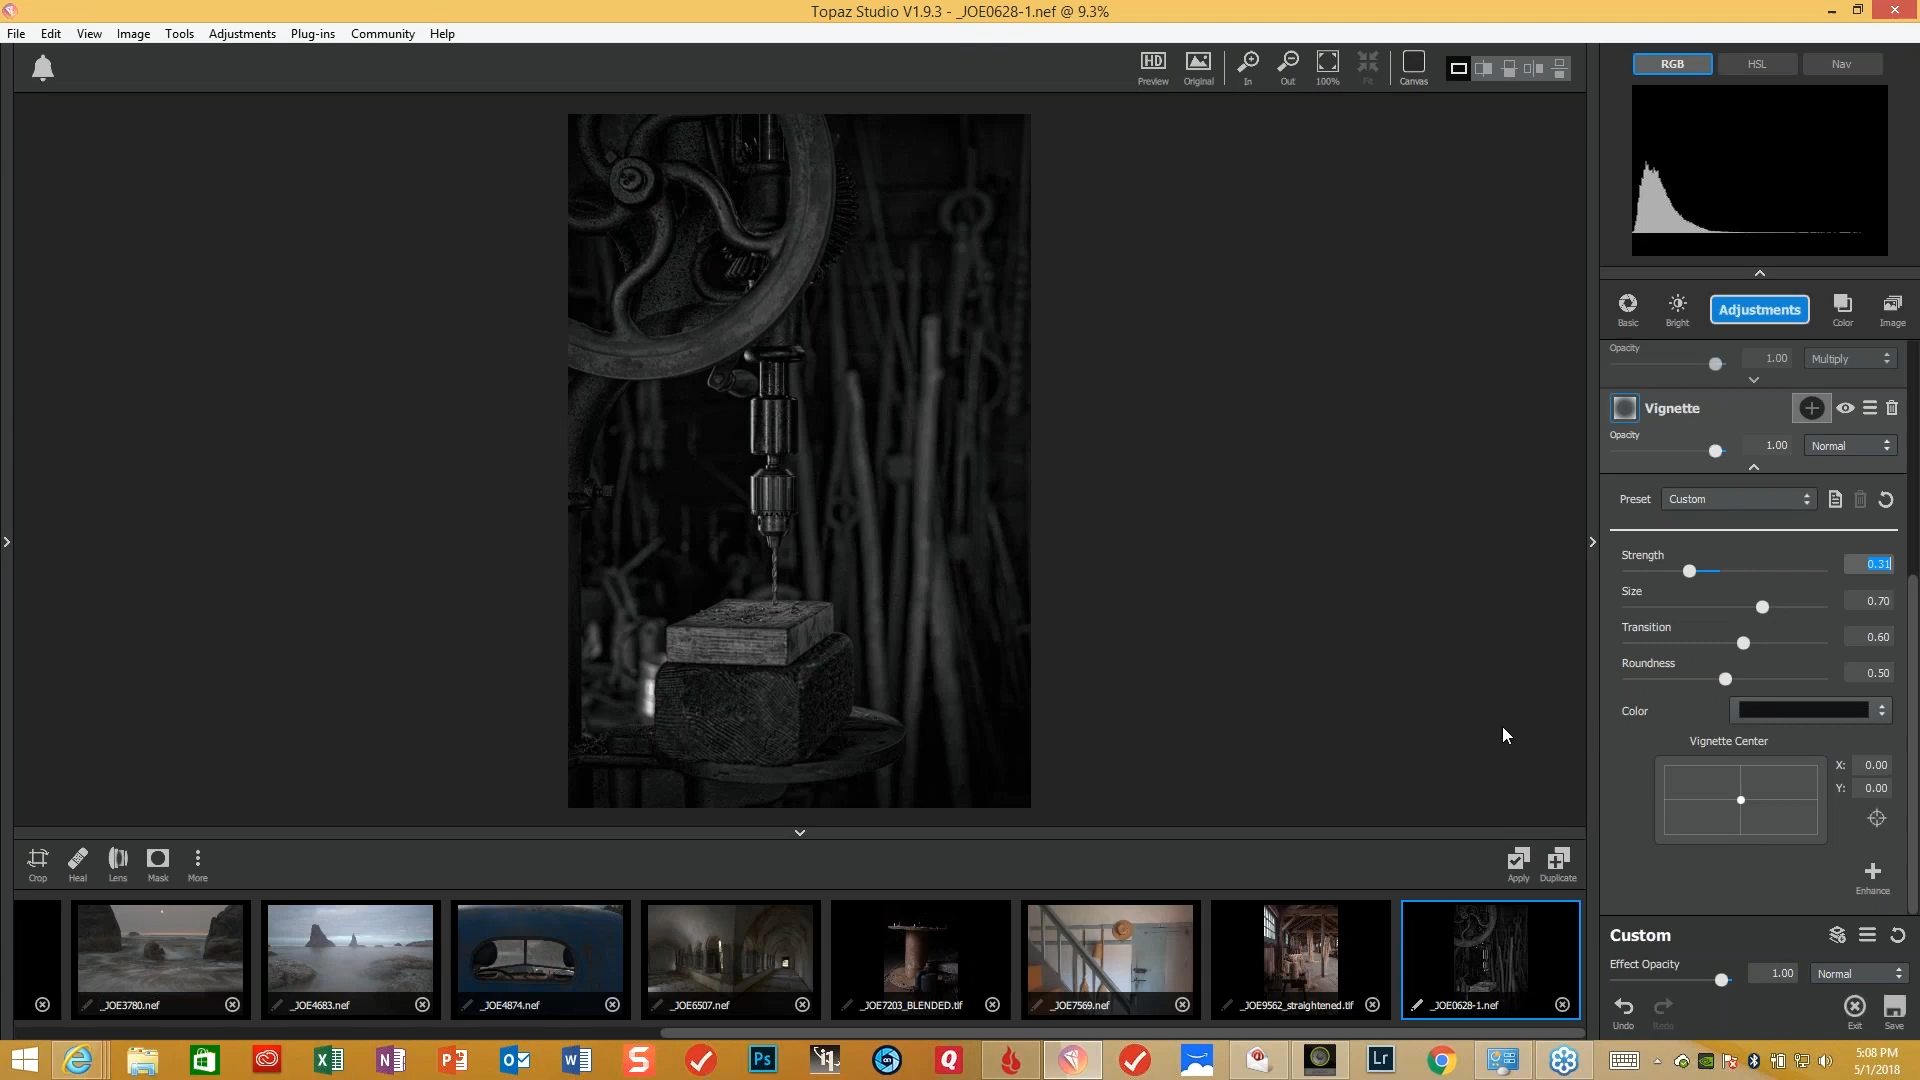 Topaz Studio V1.9.3 - _JOE0628-1.nef @ 9.3%
File Edit View Image Tools Adjustments Plug-ins Community Help
HD
Preview Original In Out 100% Fit Canvas
RGB HSL Nav
Basic Bright Adjustments Color Image
Opacity 1.00 Multiply
Vignette
Opacity 1.00 Normal
Preset Custom
Strength 0.31
Size 0.70
Transition 0.60
Roundness 0.50
Color
Vignette Center
X: 0.00
Y: 0.00
Enhance
Crop Heal Lens Mask More Apply Duplicate
_JOE3780.nef _JOE4683.nef _JOE4874.nef _JOE6507.nef _JOE7203_BLENDED.tif _JOE7569.nef _JOE9562_straightened.tif _JOE0628-1.nef
Custom
Effect Opacity 1.00 Normal
Undo Redo Exit Save
Ps Lr
5:08 PM
5/1/2018